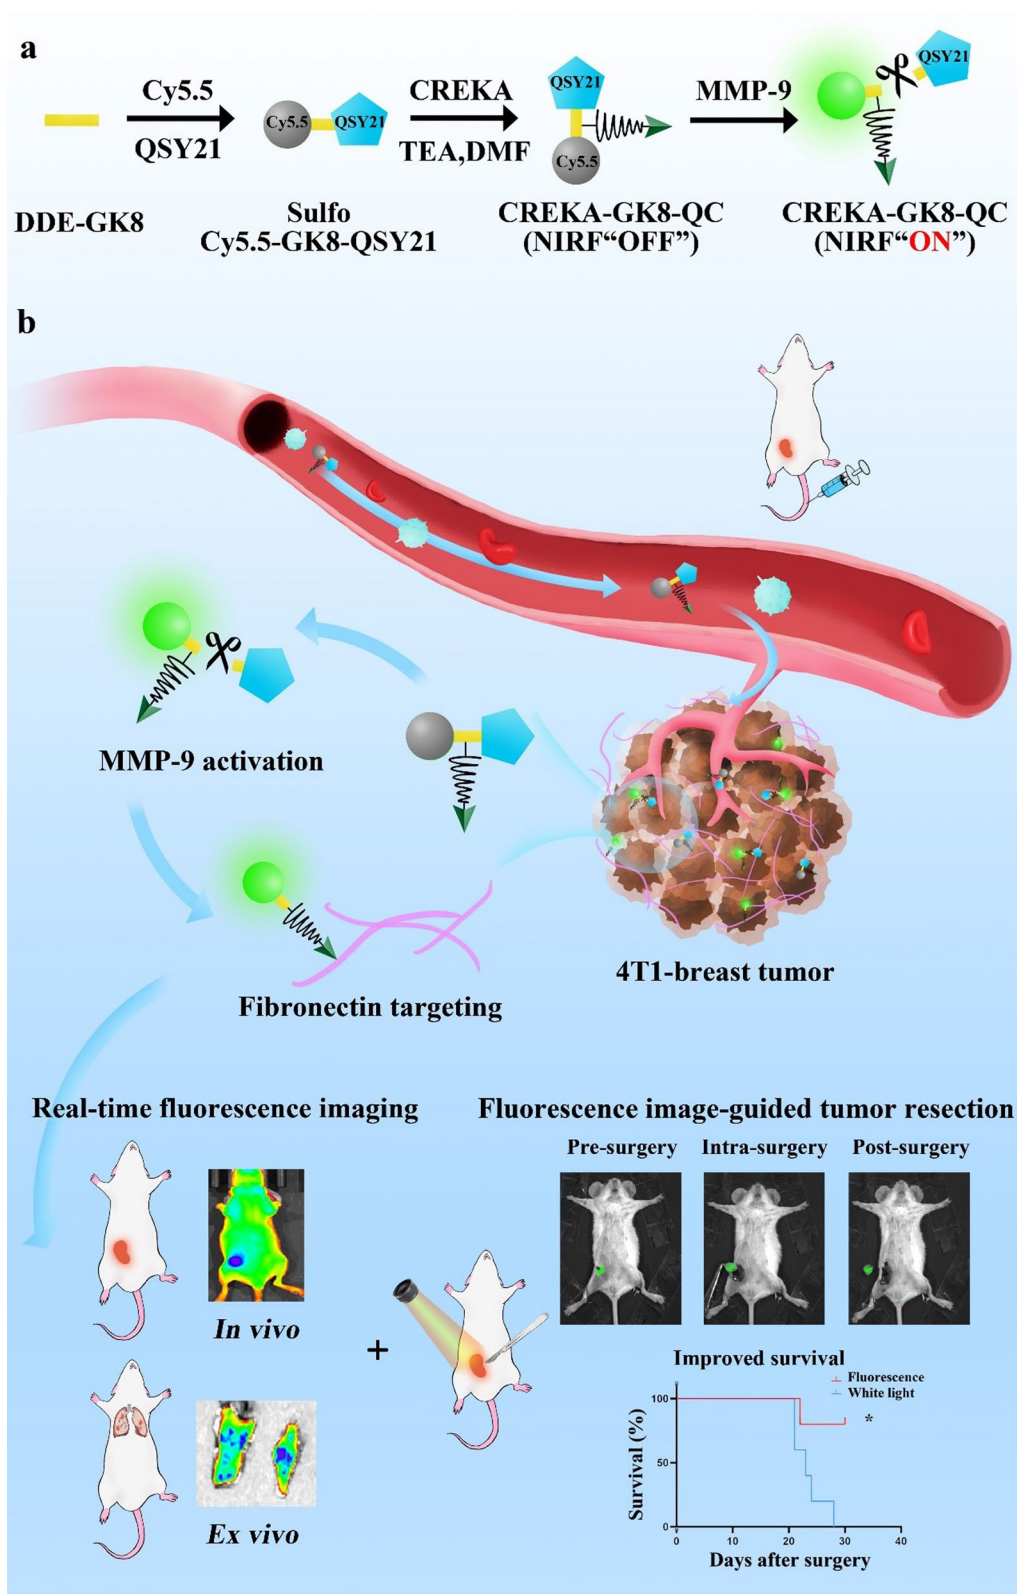 a
Cy5.5
QSY21
Cy5.5
QSY21
CREKA
TEA,DMF
QSY21
Cy5.5
MMP-9
QSY21
DDE-GK8
Sulfo
Cy5.5-GK8-QSY21
CREKA-GK8-QC
(NIRF“OFF”)
CREKA-GK8-QC
(NIRF“ON”)
b
MMP-9 activation
Fibronectin targeting
4T1-breast tumor
Real-time fluorescence imaging
In vivo
Ex vivo
+
Fluorescence image-guided tumor resection
Pre-surgery
Intra-surgery
Post-surgery
Improved survival
Fluorescence
White light
*
Survival (%)
100
50
0
0
10
20
30
40
Days after surgery